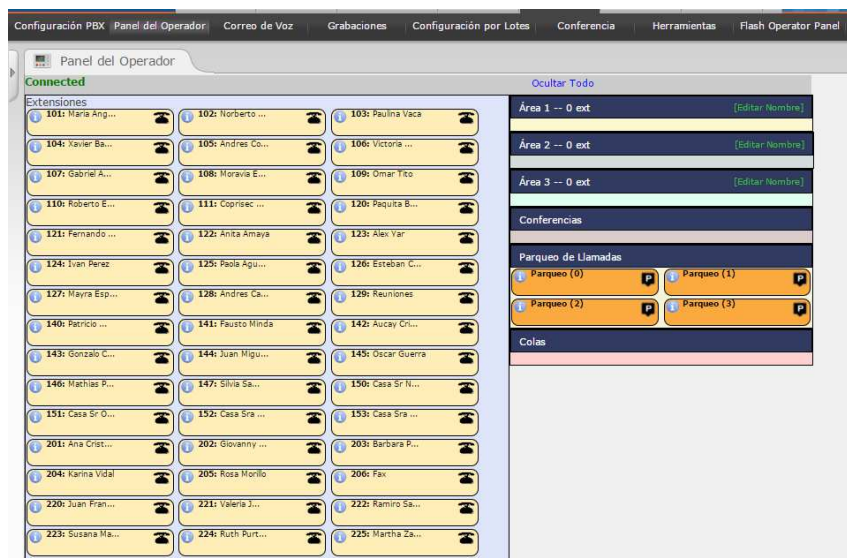 Configuración PBX Panel del Operador Correo de Voz Grabaciones Configuración por Lotes Conferencia Herramientas Flash Operator Panel
Panel del Operador
Connected
Ocultar Todo
Extensiones
101: Maria Ang... 102: Norberto ... 103: Paulina Vaca
104: Xavier Ba... 105: Andres Co... 106: Victoria ...
107: Gabriel A... 108: Moravia E... 109: Omar Tito
110: Roberto E... 111: Coprisec ... 120: Paquita B...
121: Fernando ... 122: Anita Amaya 123: Alex Yar
124: Ivan Perez 125: Paola Agu... 126: Esteban C...
127: Mayra Esp... 128: Andres Ca... 129: Reuniones
140: Patricio ... 141: Fausto Minda 142: Aucay Cri...
143: Gonzalo C... 144: Juan Migu... 145: Oscar Guerra
146: Mathias P... 147: Silvia Sa... 150: Casa Sr N...
151: Casa Sr O... 152: Casa Sra ... 153: Casa Sra ...
201: Ana Crist... 202: Giovanny ... 203: Barbara P...
204: Karina Vidal 205: Rosa Morillo 206: Fax
220: Juan Fran... 221: Valeria J... 222: Ramiro Sa...
223: Susana Ma... 224: Ruth Purt... 225: Martha Za...
Área 1 -- 0 ext [Editar Nombre]
Área 2 -- 0 ext [Editar Nombre]
Área 3 -- 0 ext [Editar Nombre]
Conferencias
Parqueo de Llamadas
Parqueo (0) P Parqueo (1) P
Parqueo (2) P Parqueo (3) P
Colas